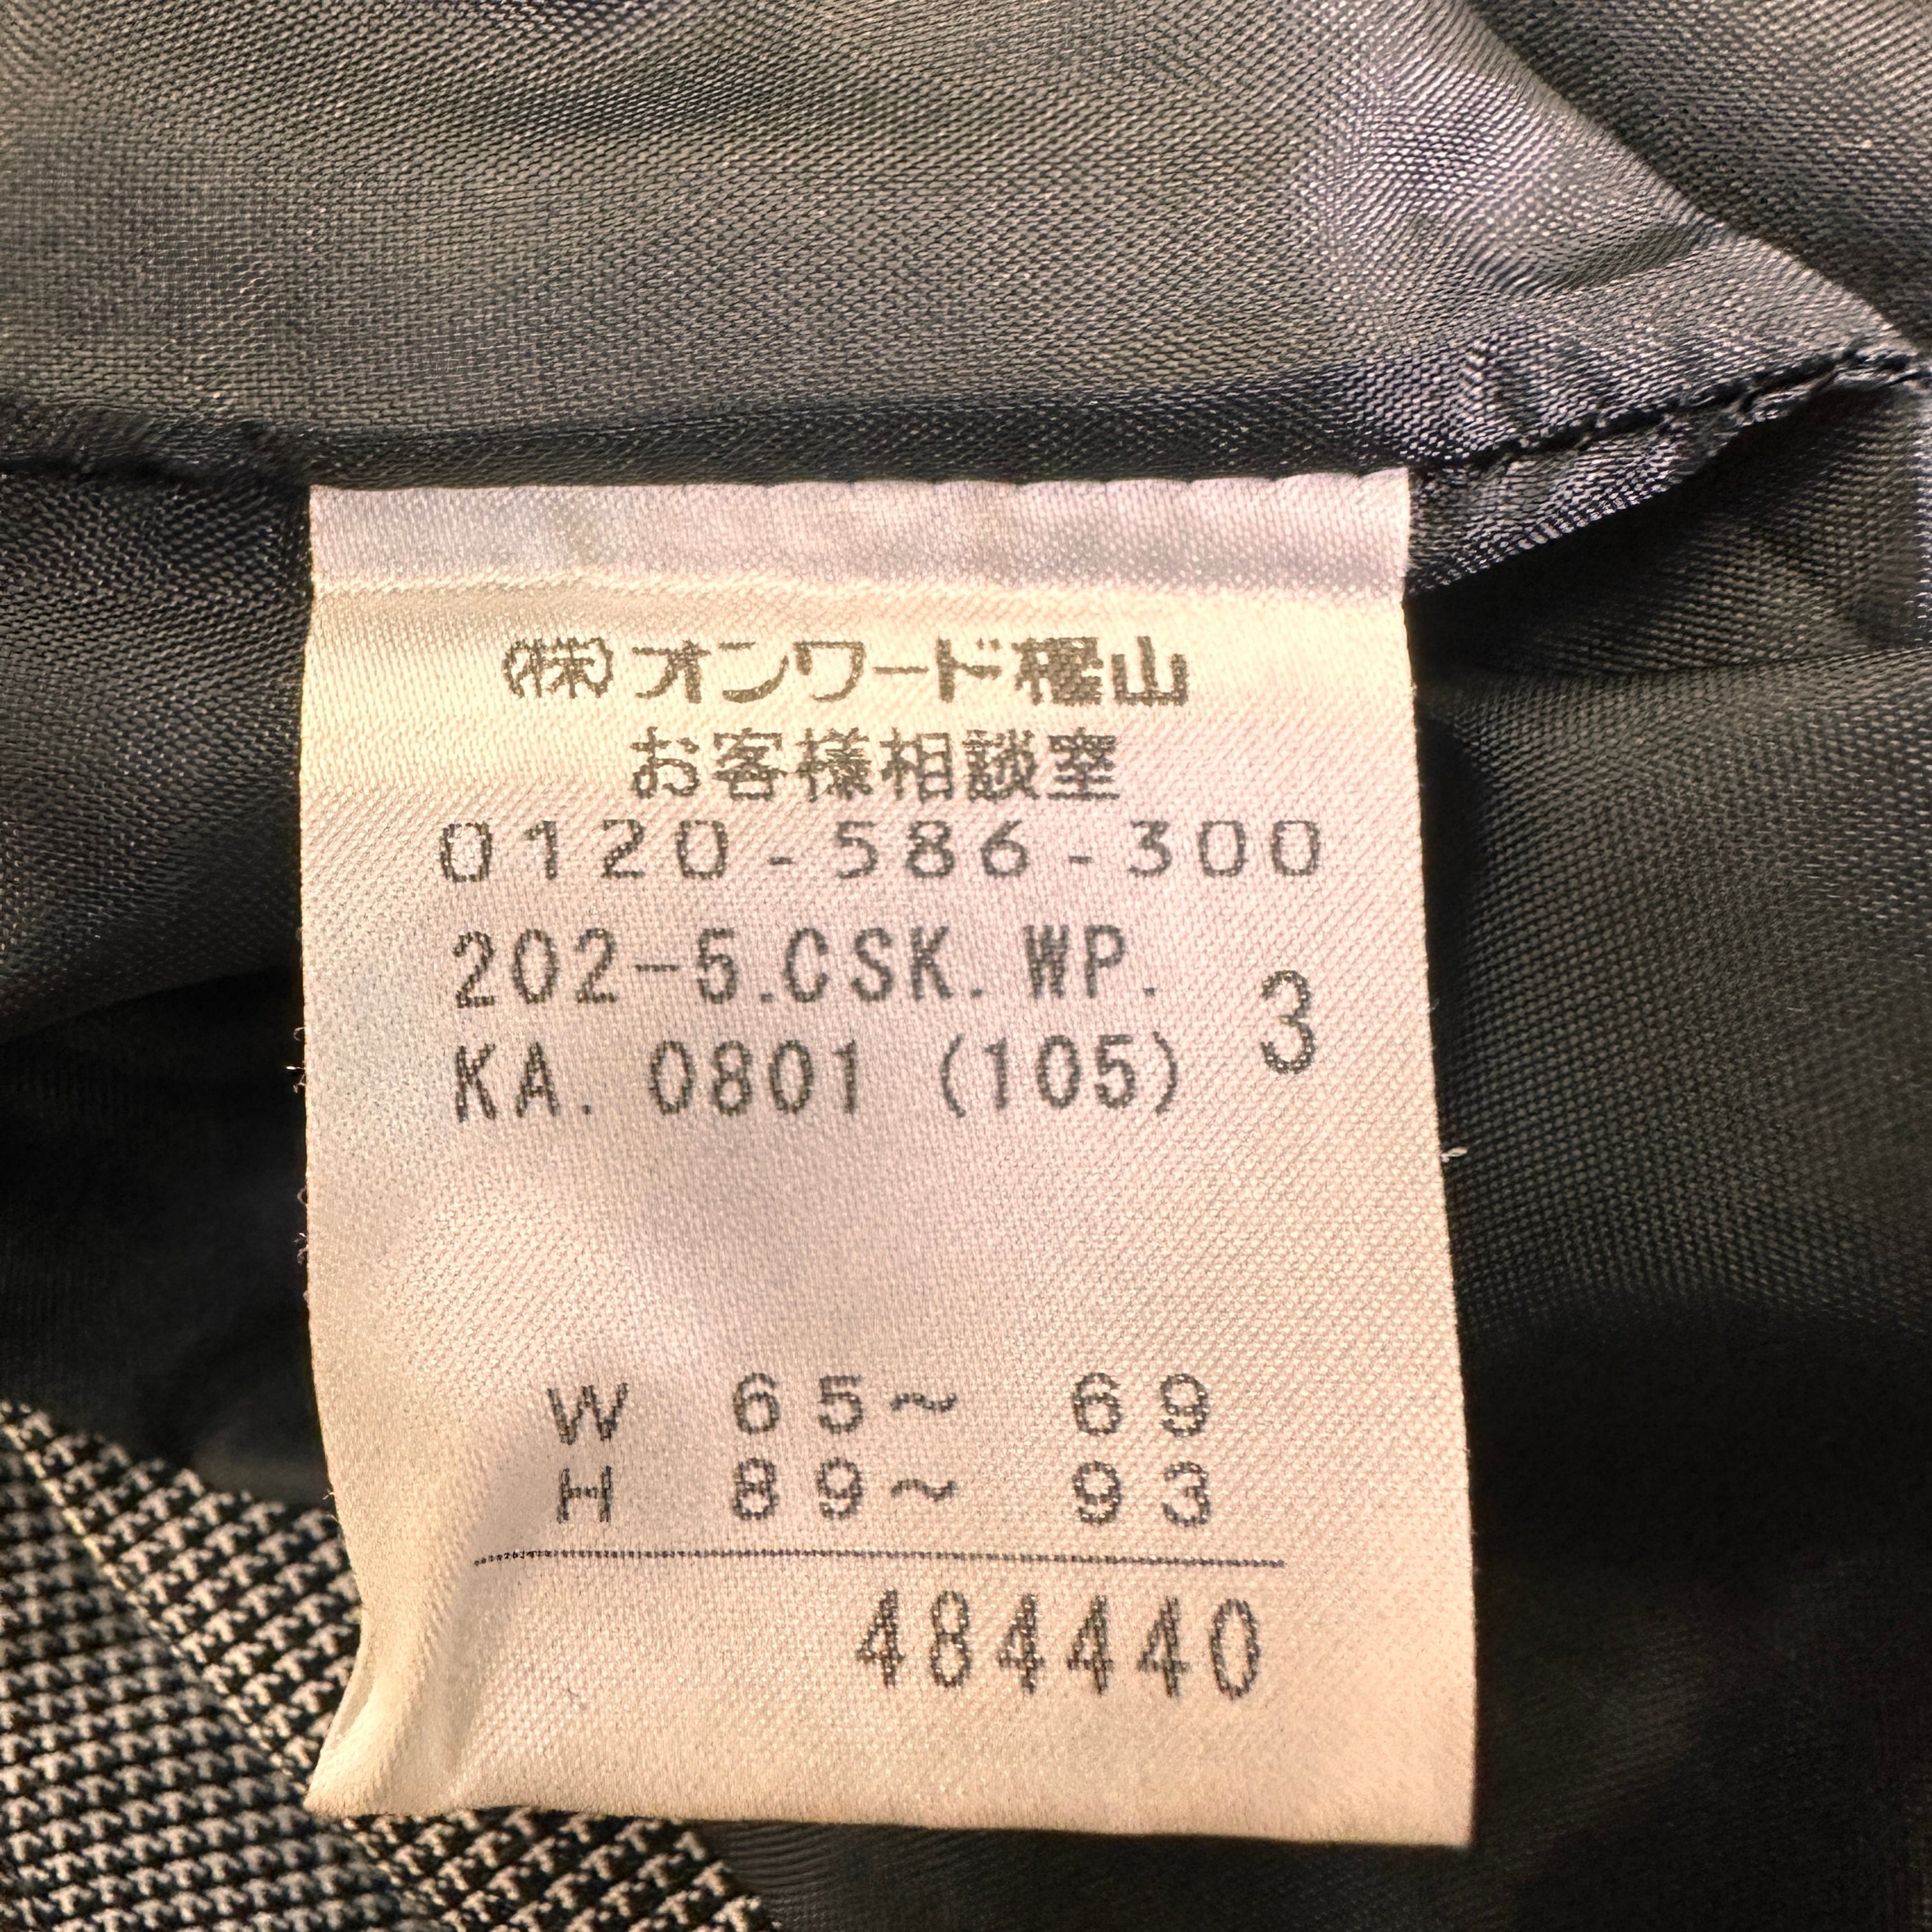 (株)オンワード樫山
お客様相談室
0120-586-300
202-5.CSK.WP.
KA. 0801 (105) 3
W 65~ 69
H 89~ 93
484440